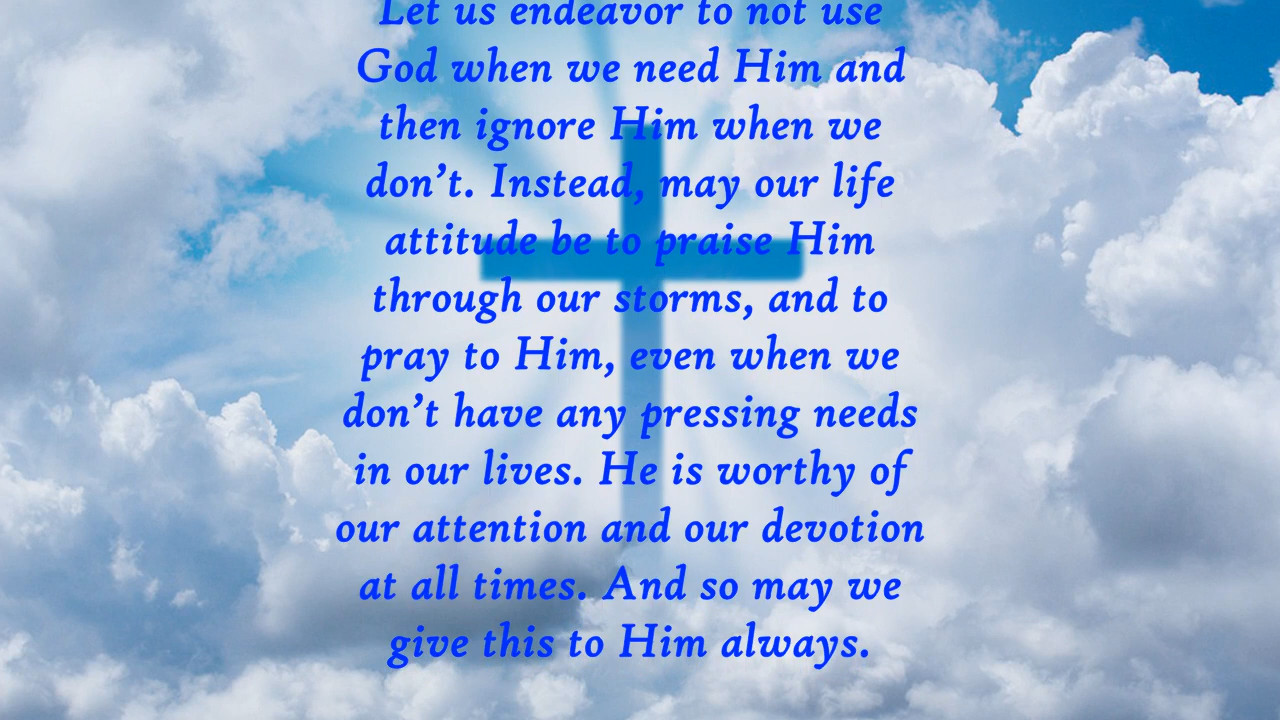 Let us endeavor to not use
God when we need Him and
then ignore Him when we
don’t. Instead, may our life
attitude be to praise Him
through our storms, and to
pray to Him, even when we
don’t have any pressing needs
in our lives. He is worthy of
our attention and our devotion
at all times. And so may we
give this to Him always.